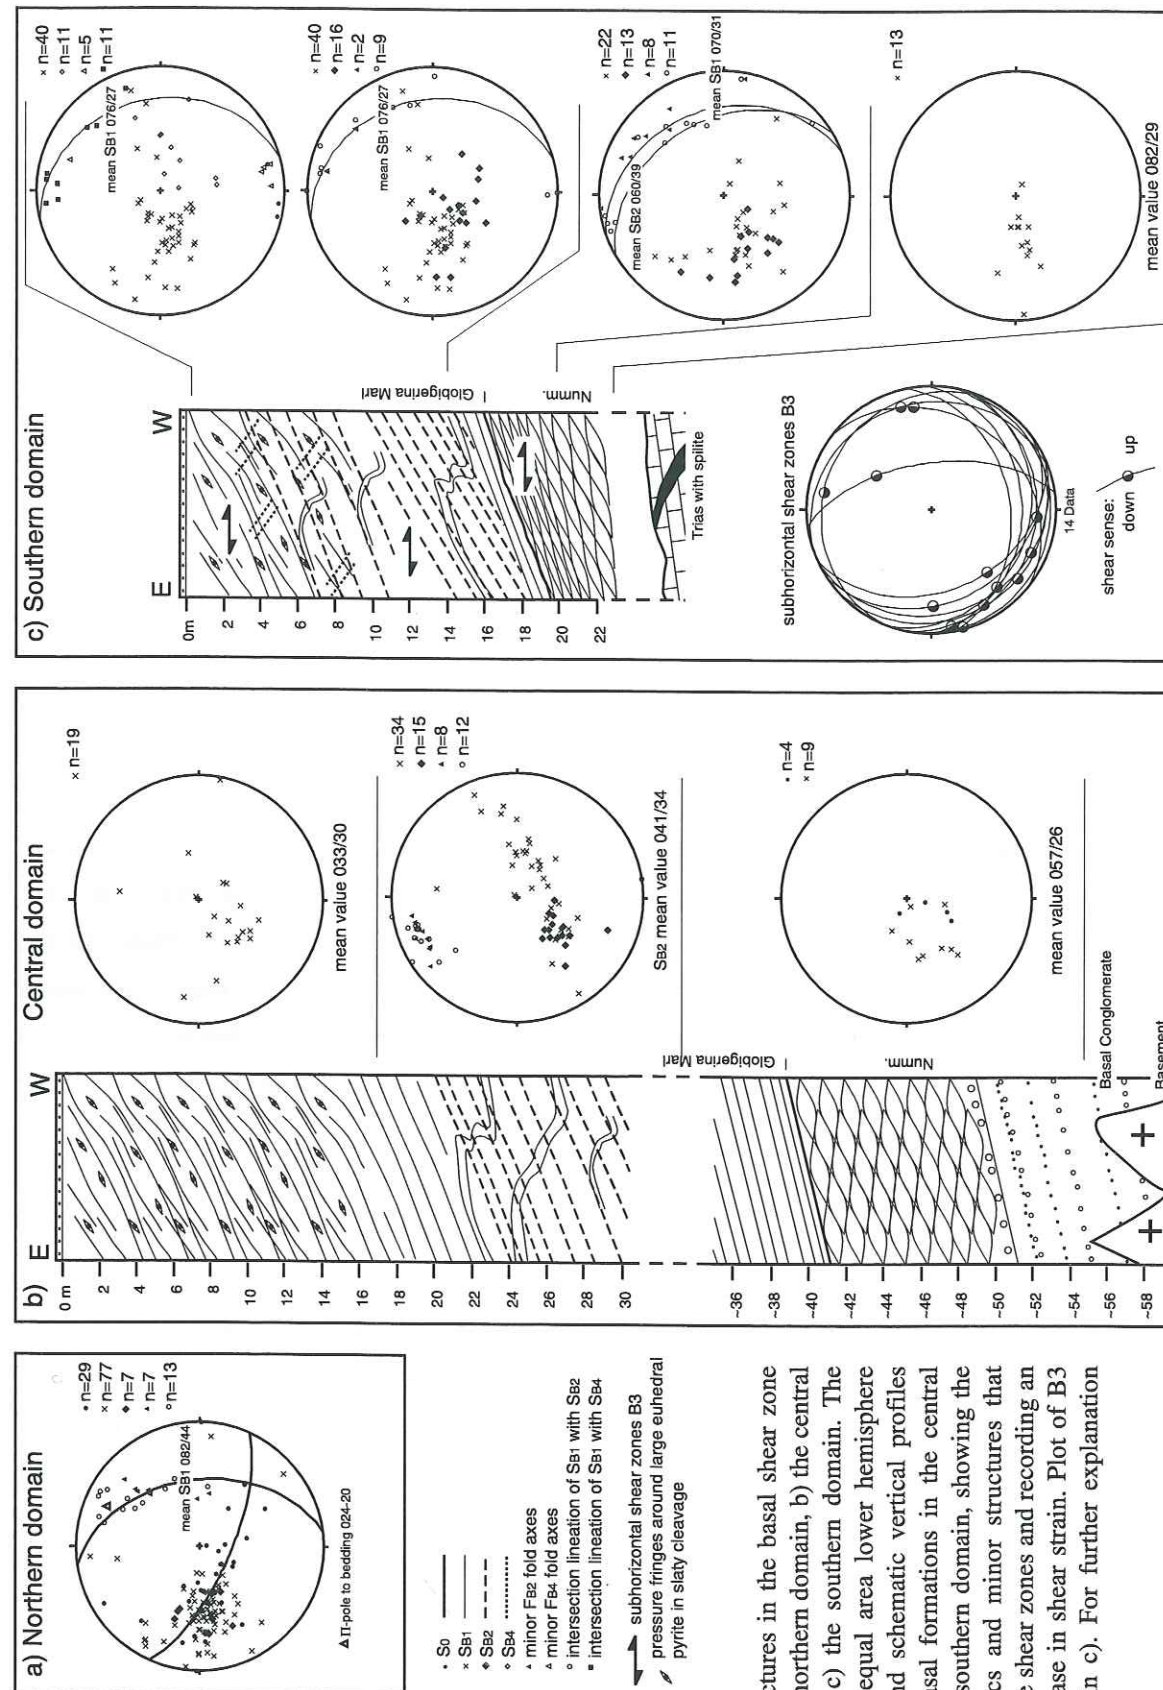 a) Northern domain
• n=29
× n=77
◆ n=7
▲ n=7
○ n=13
mean SB1 082/44
△Π-pole to bedding 024-20
• S0
× SB1
◆ SB2
◇ SB4
▲ minor FB2 fold axes
△ minor FB4 fold axes
○ intersection lineation of SB1 with SB2
■ intersection lineation of SB1 with SB4
subhorizontal shear zones B3
pressure fringes around large euhedral
pyrite in slaty cleavage
ctures in the basal shear zone
northern domain, b) the central
c) the southern domain. The
equal area lower hemisphere
nd schematic vertical profiles
asal formations in the central
southern domain, showing the
cs and minor structures that
e shear zones and recording an
ase in shear strain. Plot of B3
n c). For further explanation
b)
Central domain
E
W
0 m
2
4
6
8
10
12
14
16
18
20
22
24
26
28
30
~36
~38
~40
~42
~44
~46
~48
~50
~52
~54
~56
~58
Globigerina Marl
Numm.
Basal Conglomerate
Basement
× n=19
mean value 033/30
× n=34
◆ n=15
▲ n=8
○ n=12
SB2 mean value 041/34
• n=4
× n=9
mean value 057/26
c) Southern domain
E
W
0m
2
4
6
8
10
12
14
16
18
20
22
Globigerina Marl
Numm.
Trias with spilite
× n=40
◇ n=11
△ n=5
■ n=11
mean SB1 076/27
× n=40
◆ n=16
▲ n=2
○ n=9
mean SB1 076/27
× n=22
◆ n=13
▲ n=8
○ n=11
mean SB2 060/39
mean SB1 070/31
× n=13
mean value 082/29
subhorizontal shear zones B3
14 Data
shear sense:
down
up